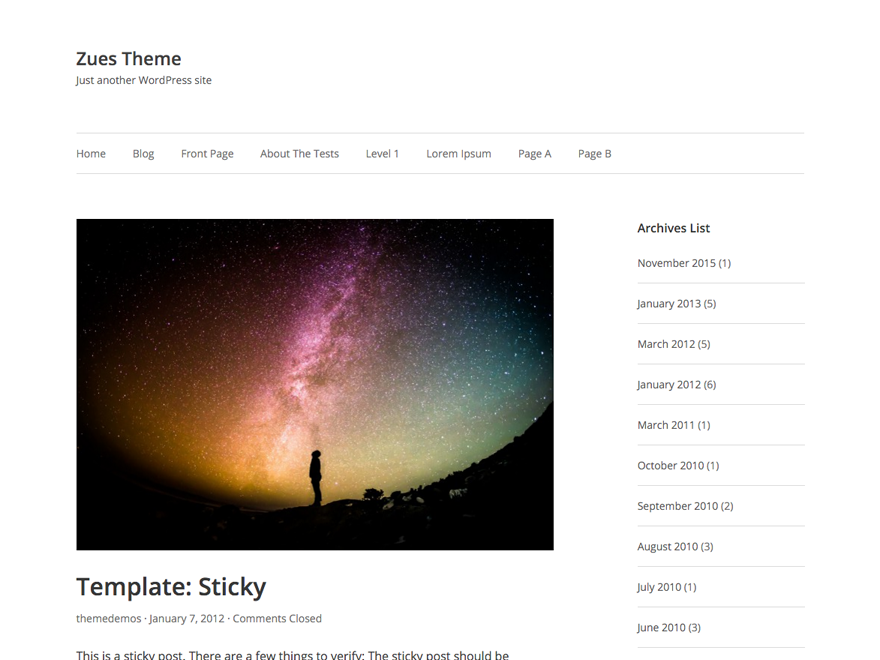 Zues Theme
Just another WordPress site
Home Blog Front Page About The Tests Level 1 Lorem Ipsum Page A Page B
Template: Sticky
themedemos · January 7, 2012 · Comments Closed
This is a sticky post. There are a few things to verify: The sticky post should be
Archives List
November 2015 (1)
January 2013 (5)
March 2012 (5)
January 2012 (6)
March 2011 (1)
October 2010 (1)
September 2010 (2)
August 2010 (3)
July 2010 (1)
June 2010 (3)